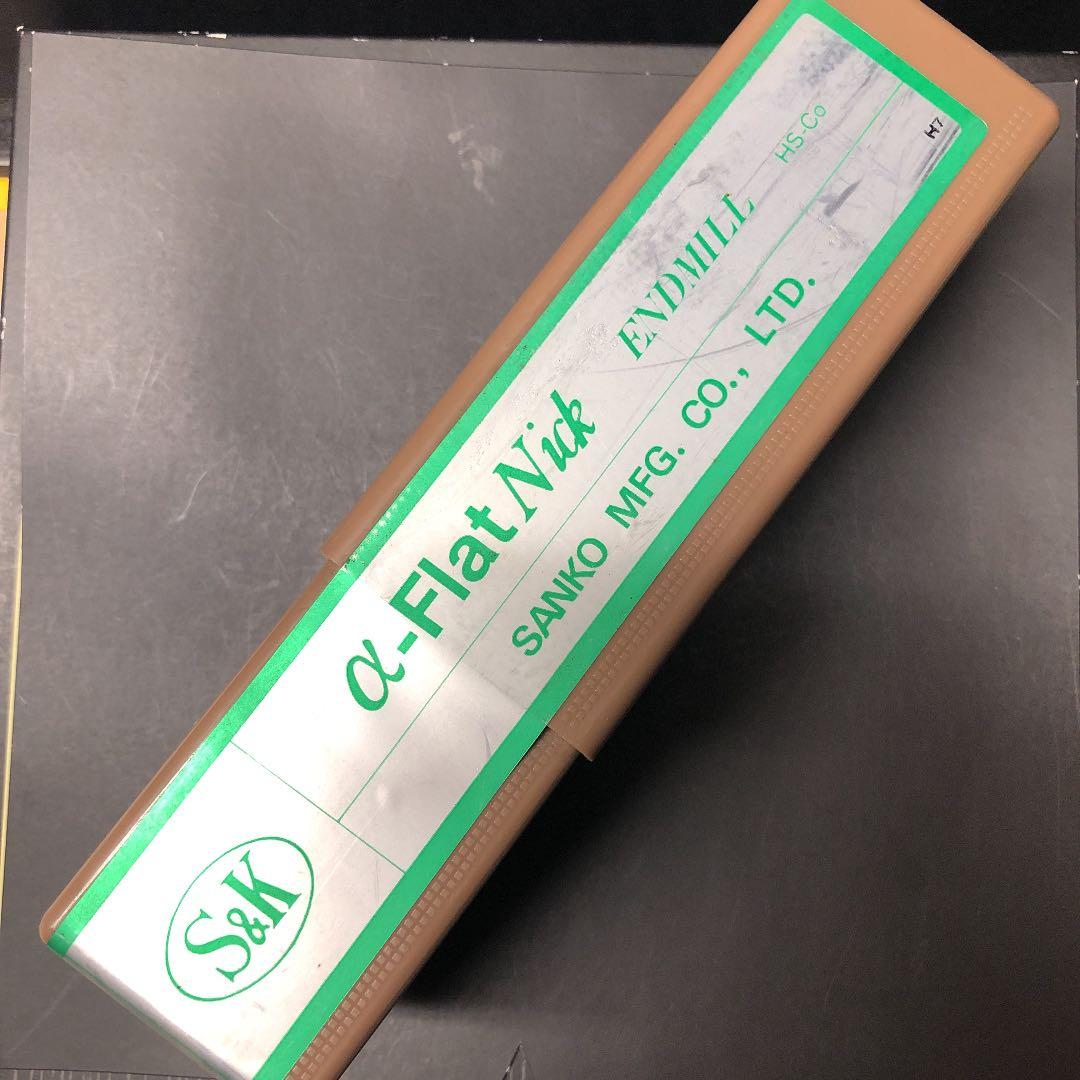 S&K
α-Flat Nick ENDMILL HS-Co
SANKO MFG. CO., LTD.
H7